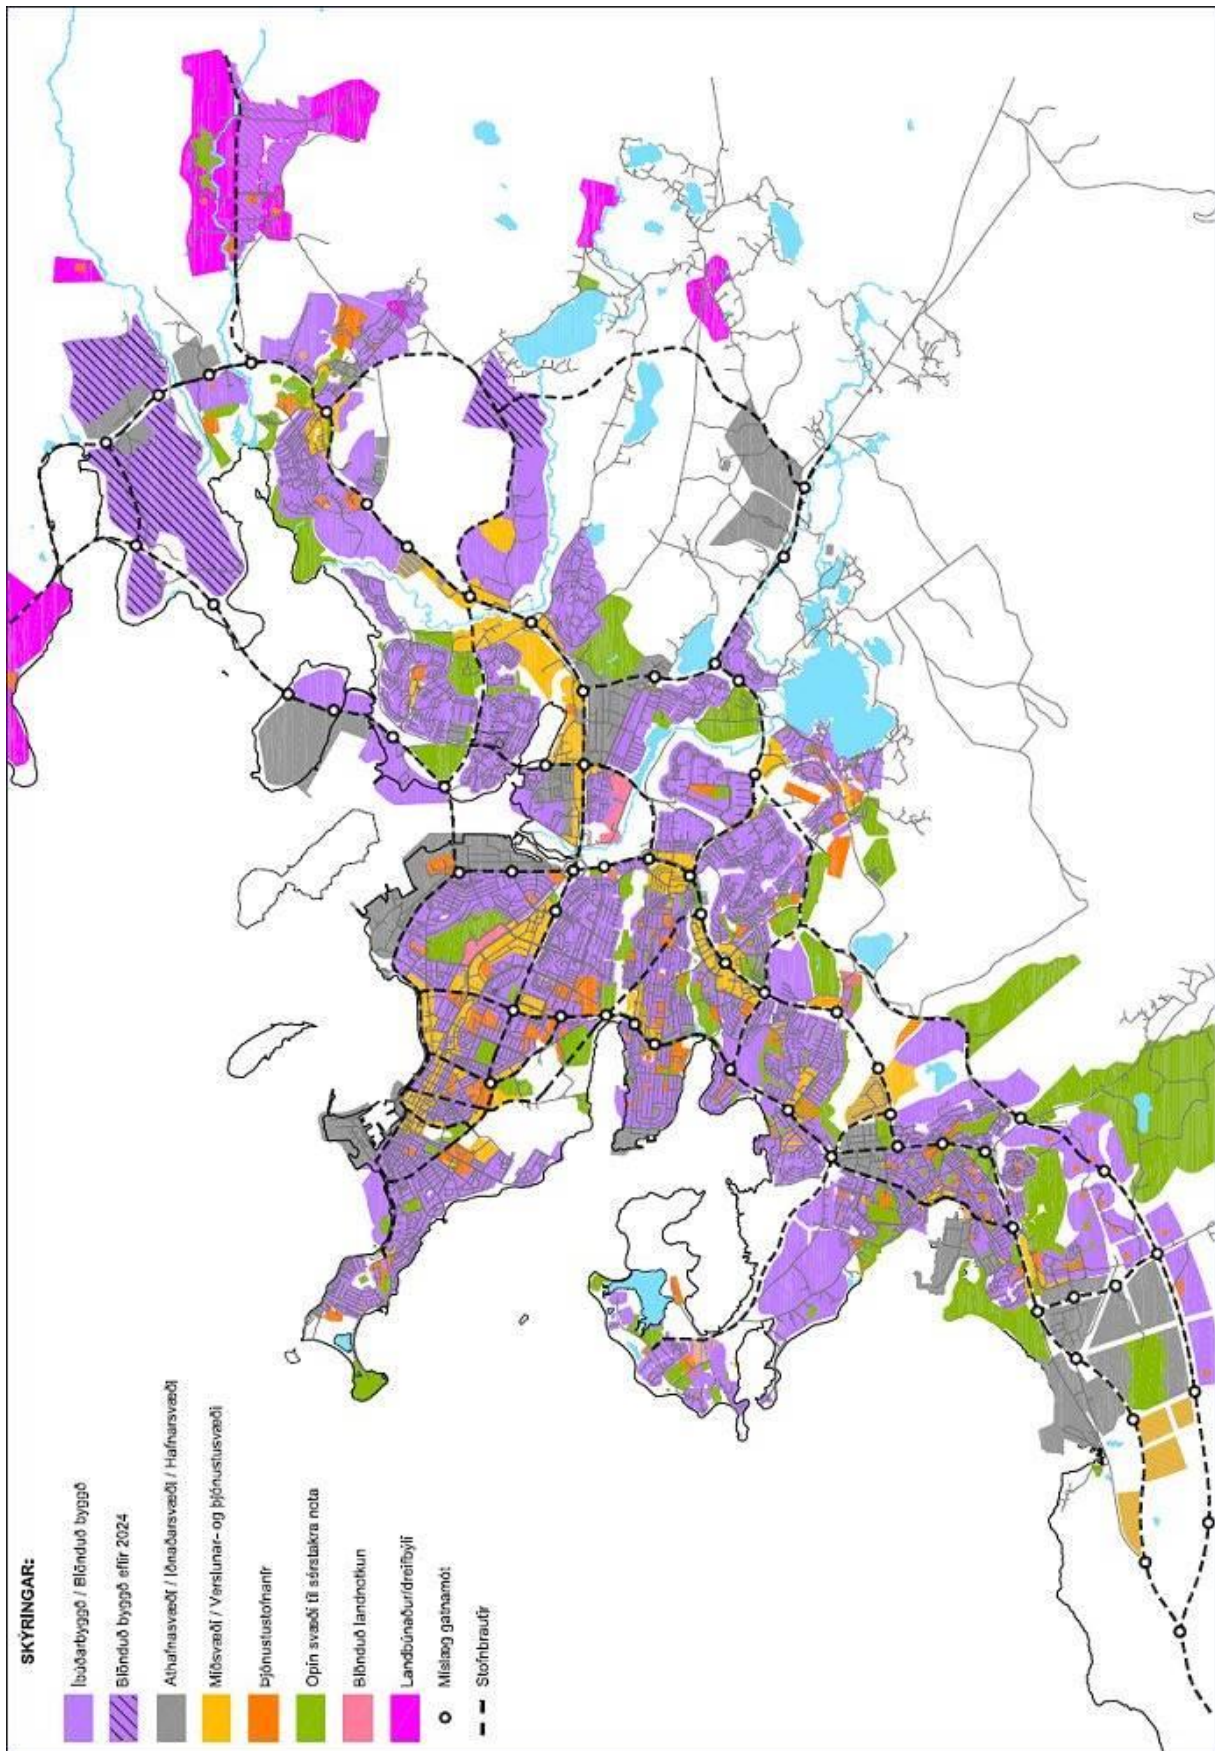 SKÝRINGAR:
Íbúðarbyggð / Blönduð byggð
Blönduð byggð eftir 2024
Athafnasvæði / Iðnaðarsvæði / Hafnarsvæði
Miðsvæði / Verslunar- og þjónustusvæði
Þjónustustofnanir
Opin svæði til sérstakra nota
Blönduð landnotkun
Landbúnaður/dreifbýli
Mislæg gatnamót
Stofnbrautir